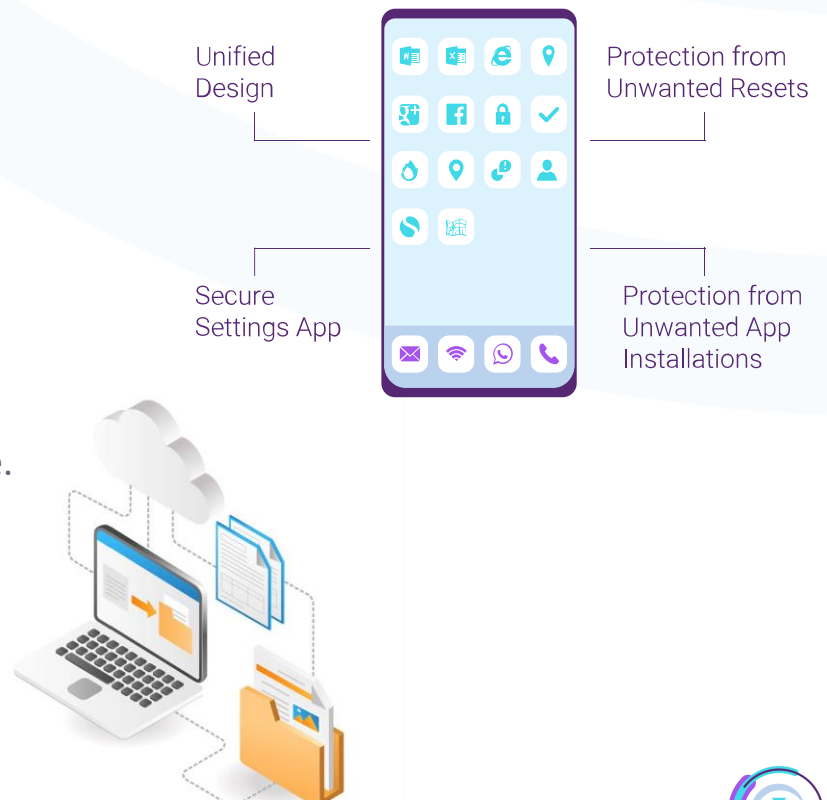 Unified
Design
Protection from
Unwanted Resets
Secure
Settings App
Protection from
Unwanted App
Installations